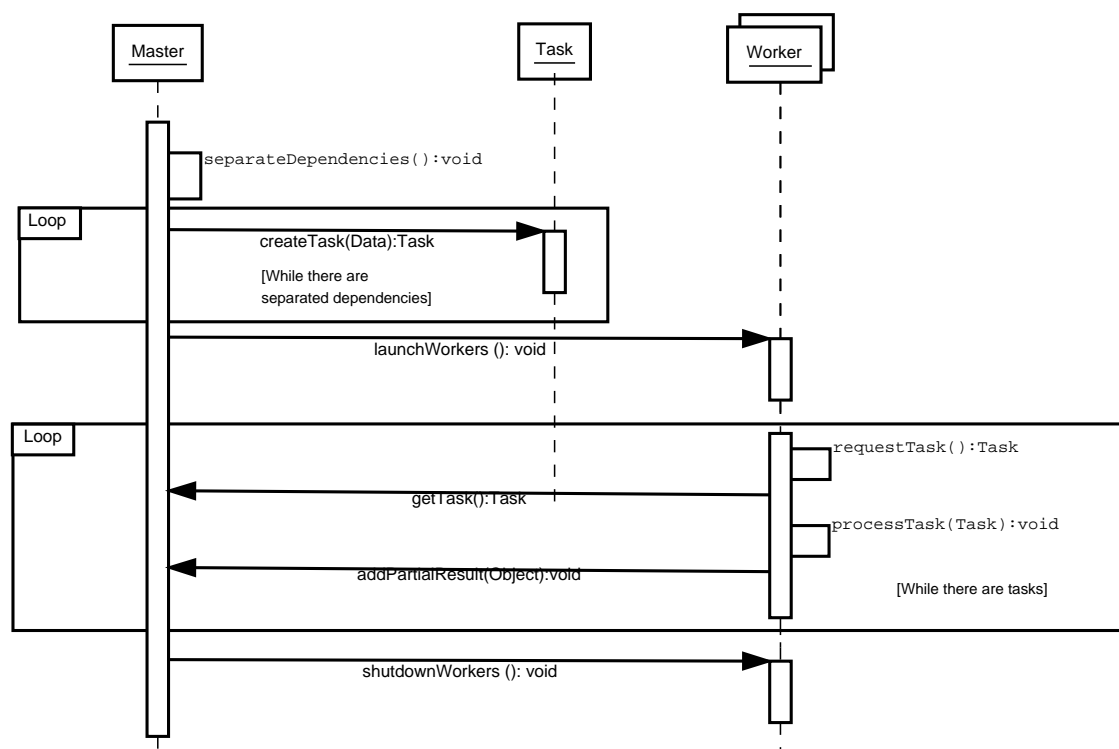 Master
Task
Worker
separateDependencies():void
Loop
createTask(Data):Task
[While there are
separated dependencies]
launchWorkers (): void
Loop
requestTask():Task
getTask():Task
processTask(Task):void
addPartialResult(Object):void
[While there are tasks]
shutdownWorkers (): void